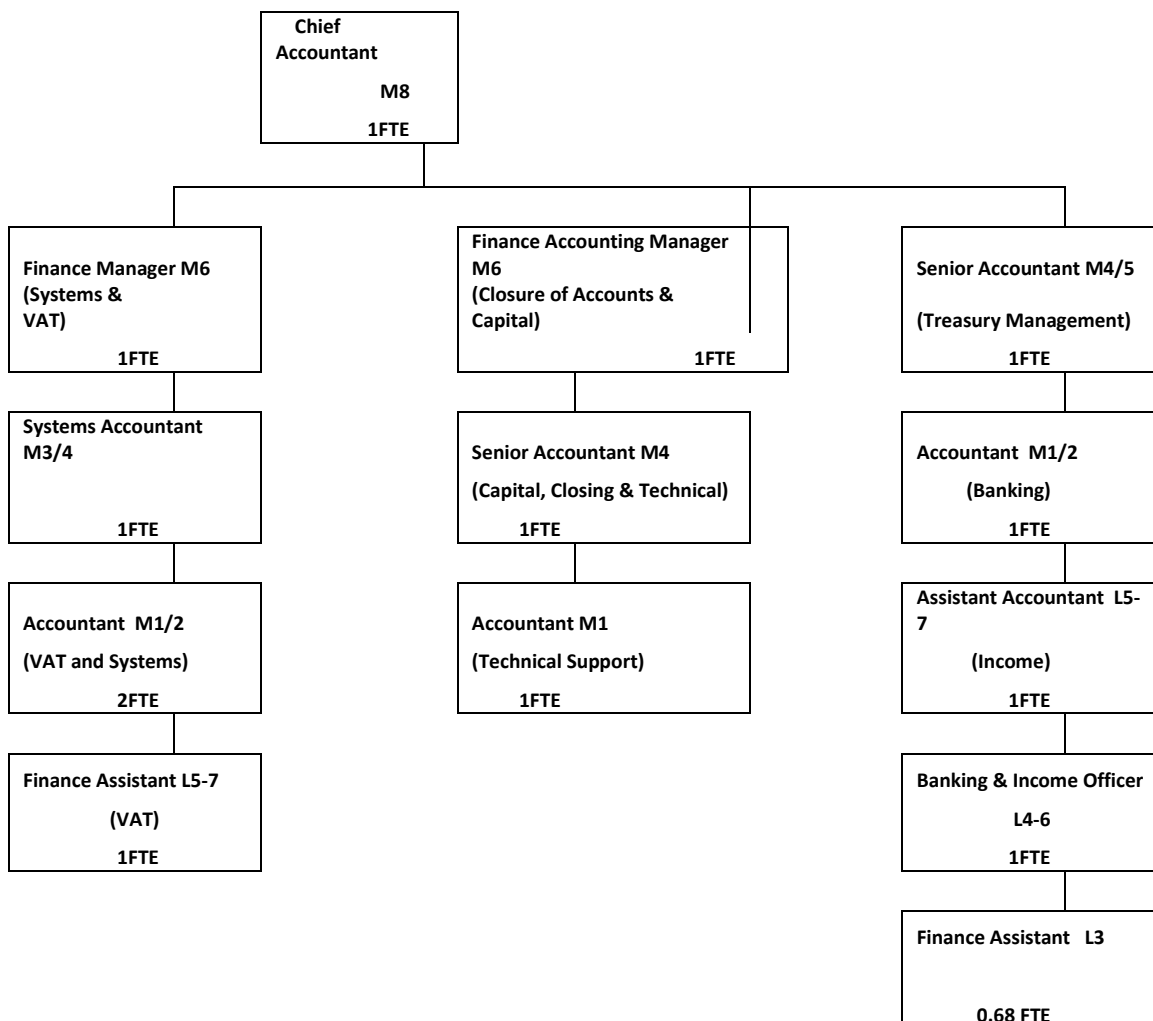 Chief
Accountant
M8
1FTE
Finance Manager M6
(Systems &
VAT)
1FTE
Finance Accounting Manager
M6
(Closure of Accounts &
Capital)
1FTE
Senior Accountant M4/5
(Treasury Management)
1FTE
Systems Accountant
M3/4
1FTE
Senior Accountant M4
(Capital, Closing & Technical)
1FTE
Accountant M1/2
(Banking)
1FTE
Accountant M1/2
(VAT and Systems)
2FTE
Accountant M1
(Technical Support)
1FTE
Assistant Accountant L5-
7
(Income)
1FTE
Finance Assistant L5-7
(VAT)
1FTE
Banking & Income Officer
L4-6
1FTE
Finance Assistant L3
0.68 FTE